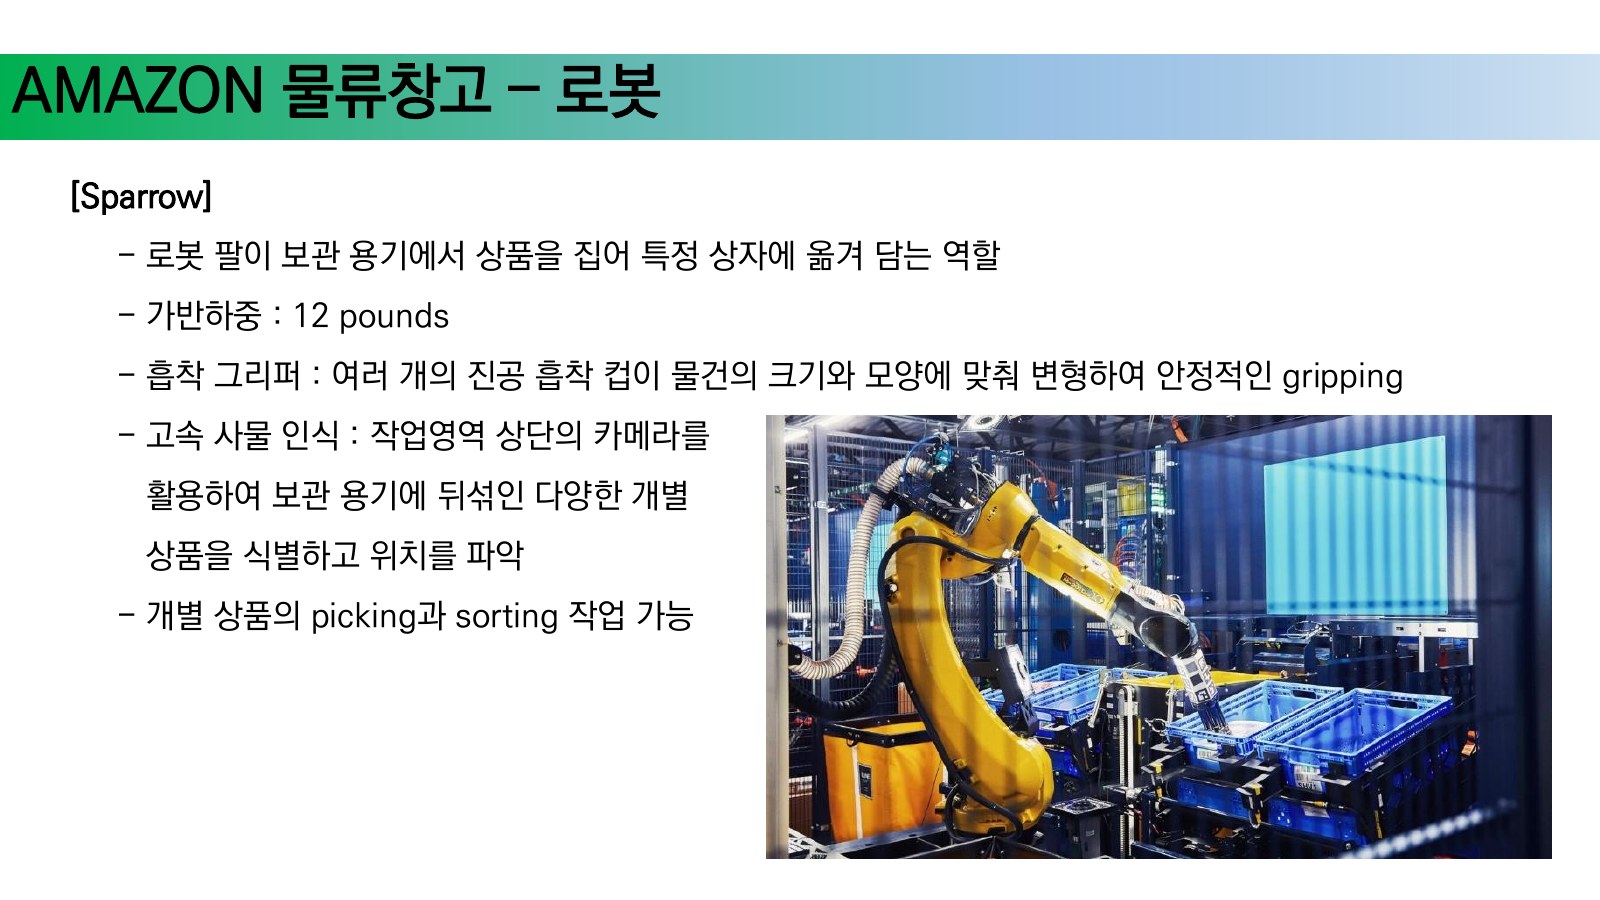 AMAZON 물류창고 – 로봇
[Sparrow]
– 로봇 팔이 보관 용기에서 상품을 집어 특정 상자에 옮겨 담는 역할
– 가반하중 : 12 pounds
– 흡착 그리퍼 : 여러 개의 진공 흡착 컵이 물건의 크기와 모양에 맞춰 변형하여 안정적인 gripping
– 고속 사물 인식 : 작업영역 상단의 카메라를
활용하여 보관 용기에 뒤섞인 다양한 개별
상품을 식별하고 위치를 파악
– 개별 상품의 picking과 sorting 작업 가능